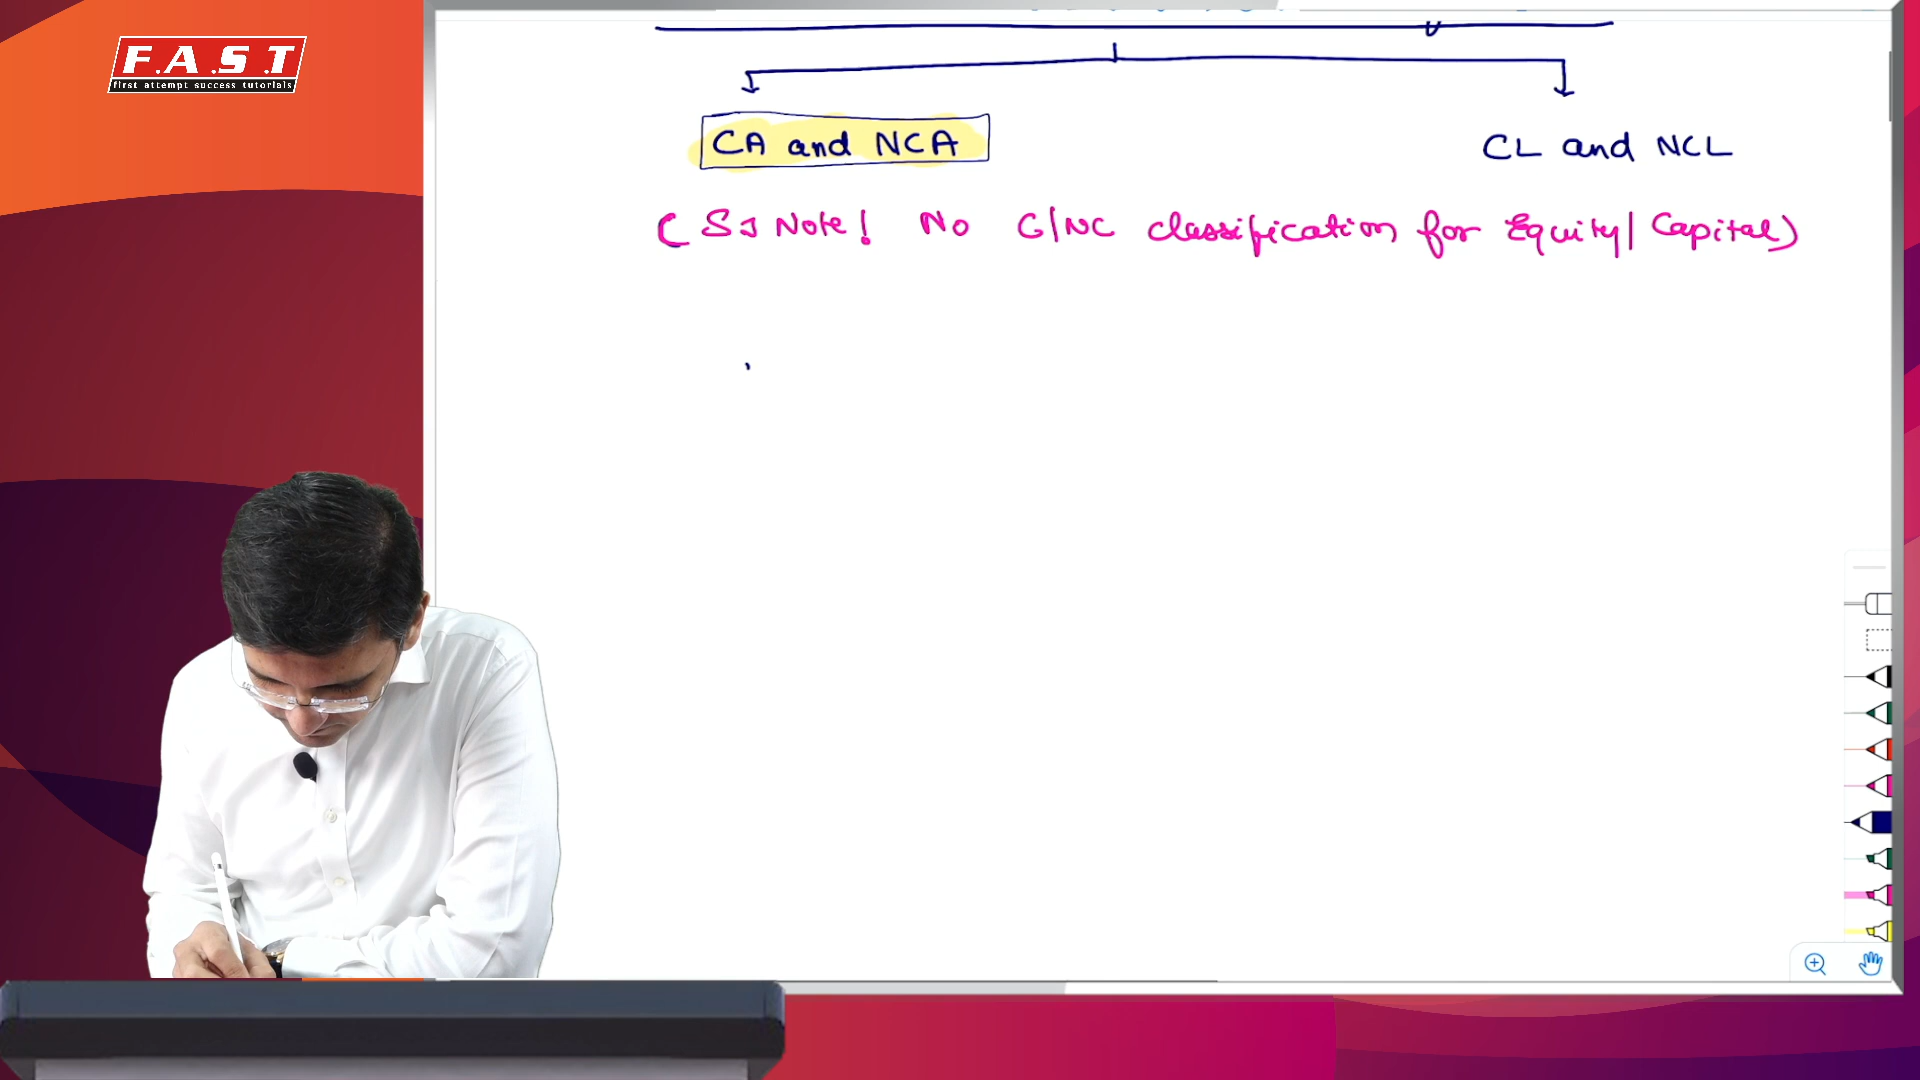 F.A.S.T
first attempt success tutorials
CA and NCA
CL and NCL
( SJ Note! No C/NC classification for Equity/ Capital)